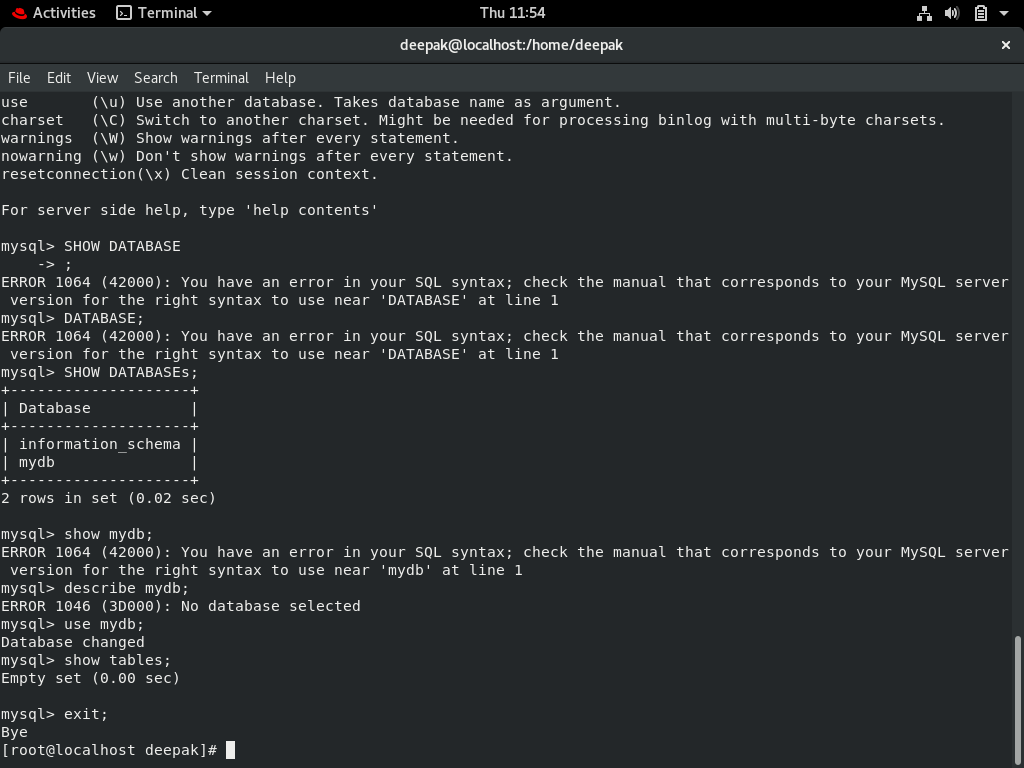 Activities Terminal Thu 11:54
deepak@localhost:/home/deepak ×
File Edit View Search Terminal Help
use       (\u) Use another database. Takes database name as argument.
charset   (\C) Switch to another charset. Might be needed for processing binlog with multi-byte charsets.
warnings  (\W) Show warnings after every statement.
nowarning (\w) Don't show warnings after every statement.
resetconnection(\x) Clean session context.
For server side help, type 'help contents'
mysql> SHOW DATABASE
    -> ;
ERROR 1064 (42000): You have an error in your SQL syntax; check the manual that corresponds to your MySQL server
 version for the right syntax to use near 'DATABASE' at line 1
mysql> DATABASE;
ERROR 1064 (42000): You have an error in your SQL syntax; check the manual that corresponds to your MySQL server
 version for the right syntax to use near 'DATABASE' at line 1
mysql> SHOW DATABASEs;
+--------------------+
| Database           |
+--------------------+
| information_schema |
| mydb               |
+--------------------+
2 rows in set (0.02 sec)
mysql> show mydb;
ERROR 1064 (42000): You have an error in your SQL syntax; check the manual that corresponds to your MySQL server
 version for the right syntax to use near 'mydb' at line 1
mysql> describe mydb;
ERROR 1046 (3D000): No database selected
mysql> use mydb;
Database changed
mysql> show tables;
Empty set (0.00 sec)
mysql> exit;
Bye
[root@localhost deepak]#